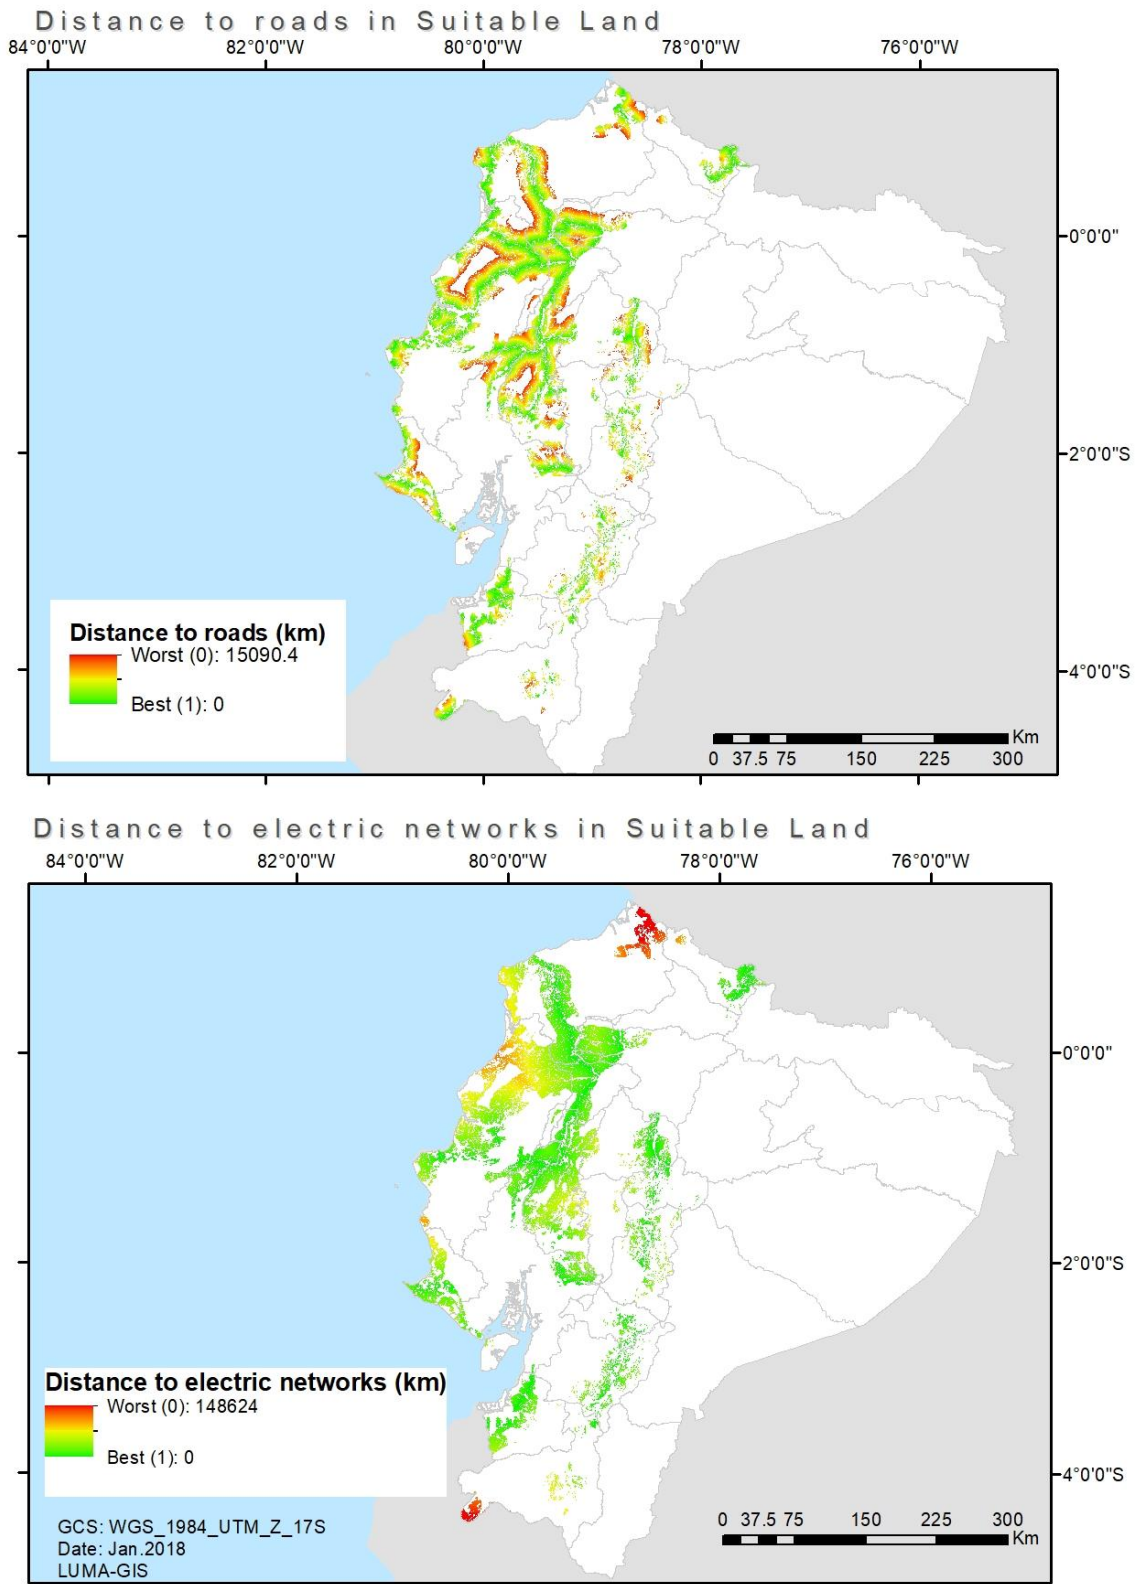 Distance to roads in Suitable Land
84°0'0"W 82°0'0"W 80°0'0"W 78°0'0"W 76°0'0"W
0°0'0"
2°0'0"S
4°0'0"S
Distance to roads (km)
Worst (0): 15090.4
Best (1): 0
Km
0 37.5 75 150 225 300
Distance to electric networks in Suitable Land
84°0'0"W 82°0'0"W 80°0'0"W 78°0'0"W 76°0'0"W
0°0'0"
2°0'0"S
4°0'0"S
Distance to electric networks (km)
Worst (0): 148624
Best (1): 0
GCS: WGS_1984_UTM_Z_17S
Date: Jan.2018
LUMA-GIS
0 37.5 75 150 225 300
Km